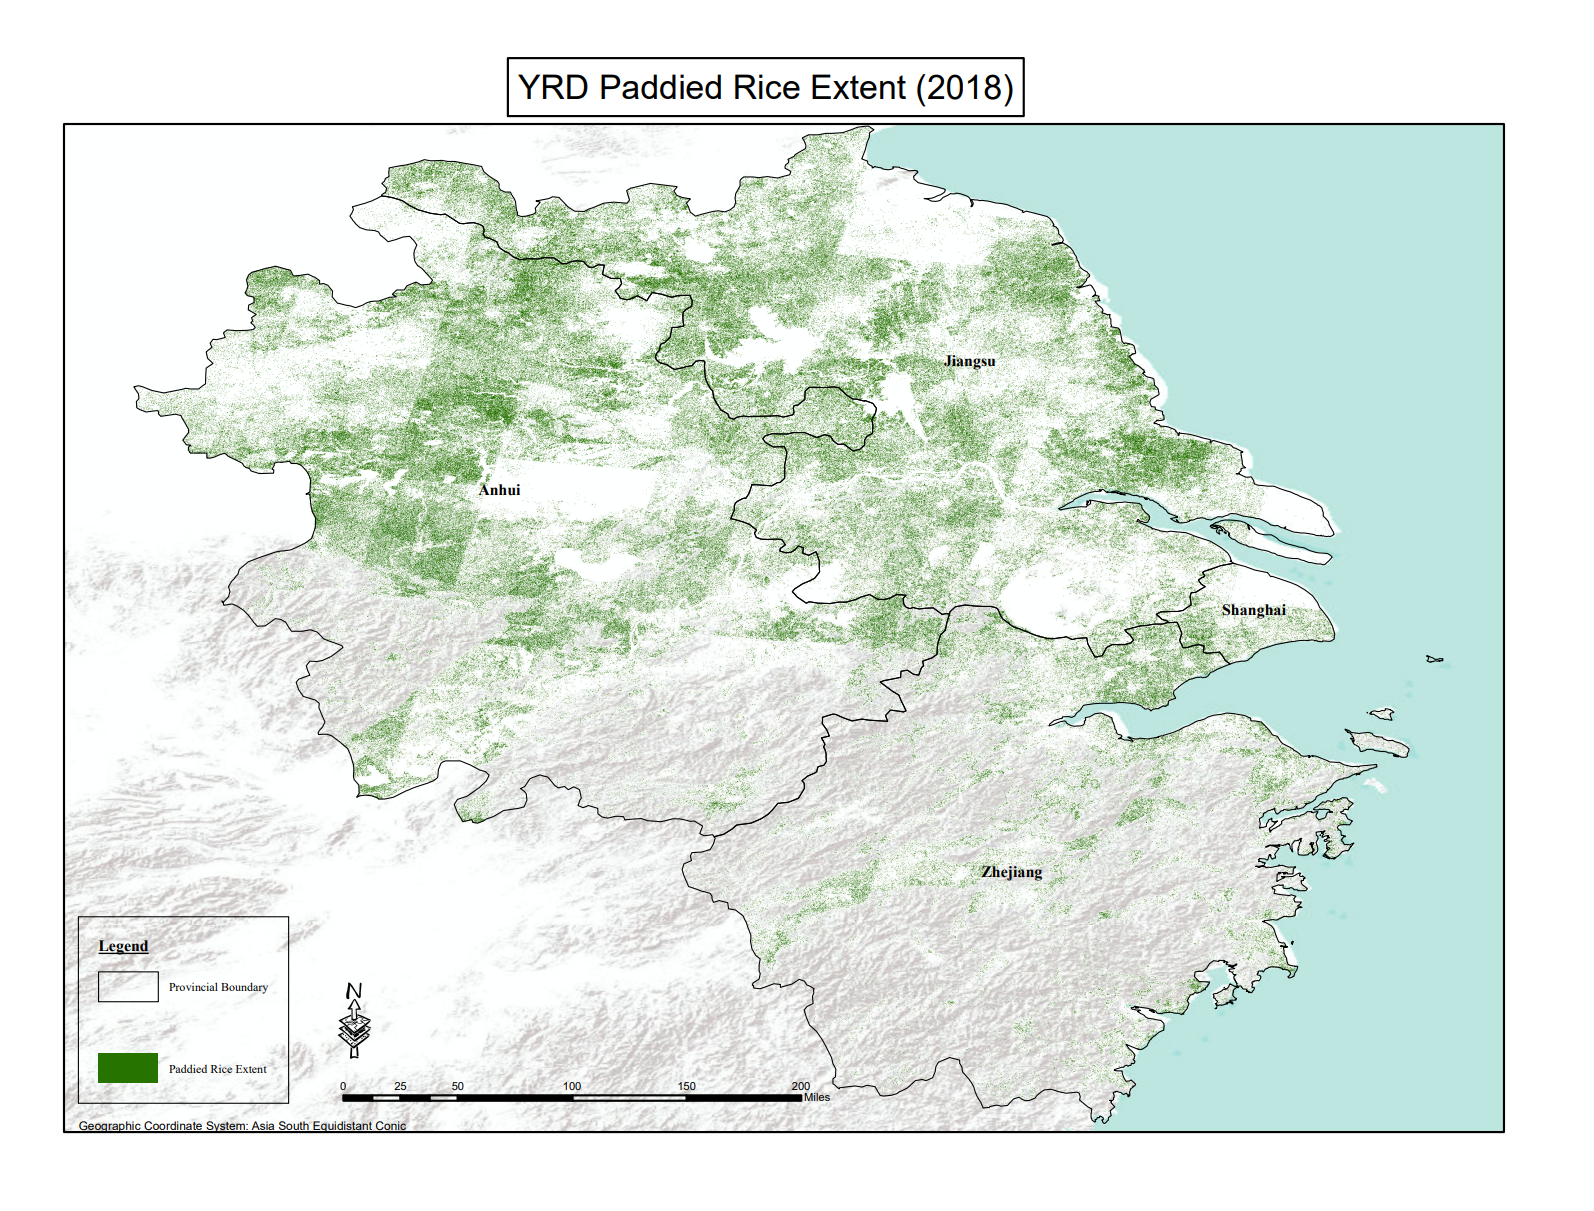 YRD Paddied Rice Extent (2018)
Jiangsu
Anhui
Shanghai
Zhejiang
Legend
Provincial Boundary
Paddied Rice Extent
N
0 25 50 100 150 200
Miles
Geographic Coordinate System: Asia South Equidistant Conic